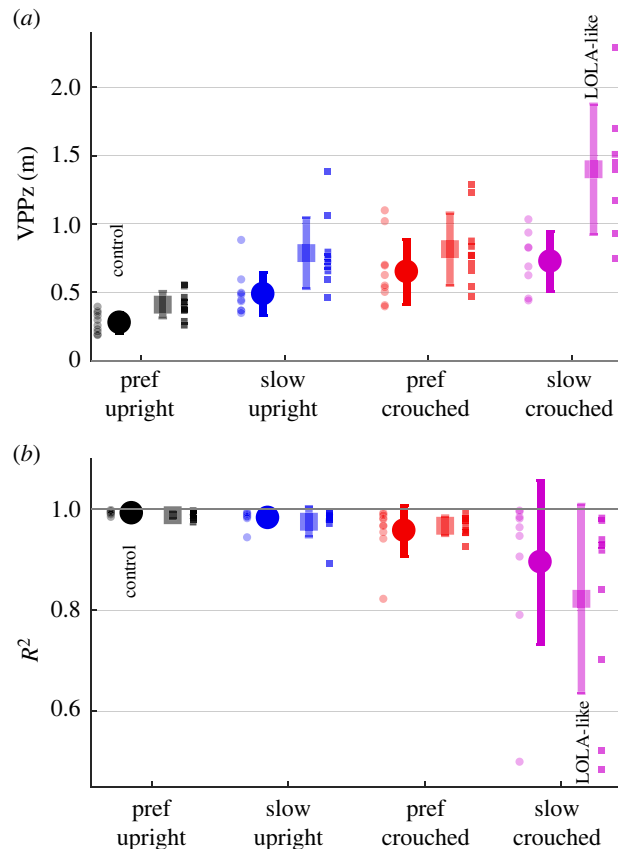 (a)
LOLA-like
2.0
1.5
VPPz (m)
1.0
control
0.5
0
pref
upright
slow
upright
pref
crouched
slow
crouched
(b)
1.0
control
0.8
R2
0.6
LOLA-like
pref
upright
slow
upright
pref
crouched
slow
crouched